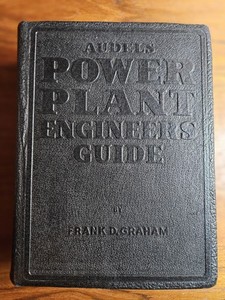 AUDELS
POWER
PLANT
ENGINEERS
GUIDE
BY
FRANK D. GRAHAM